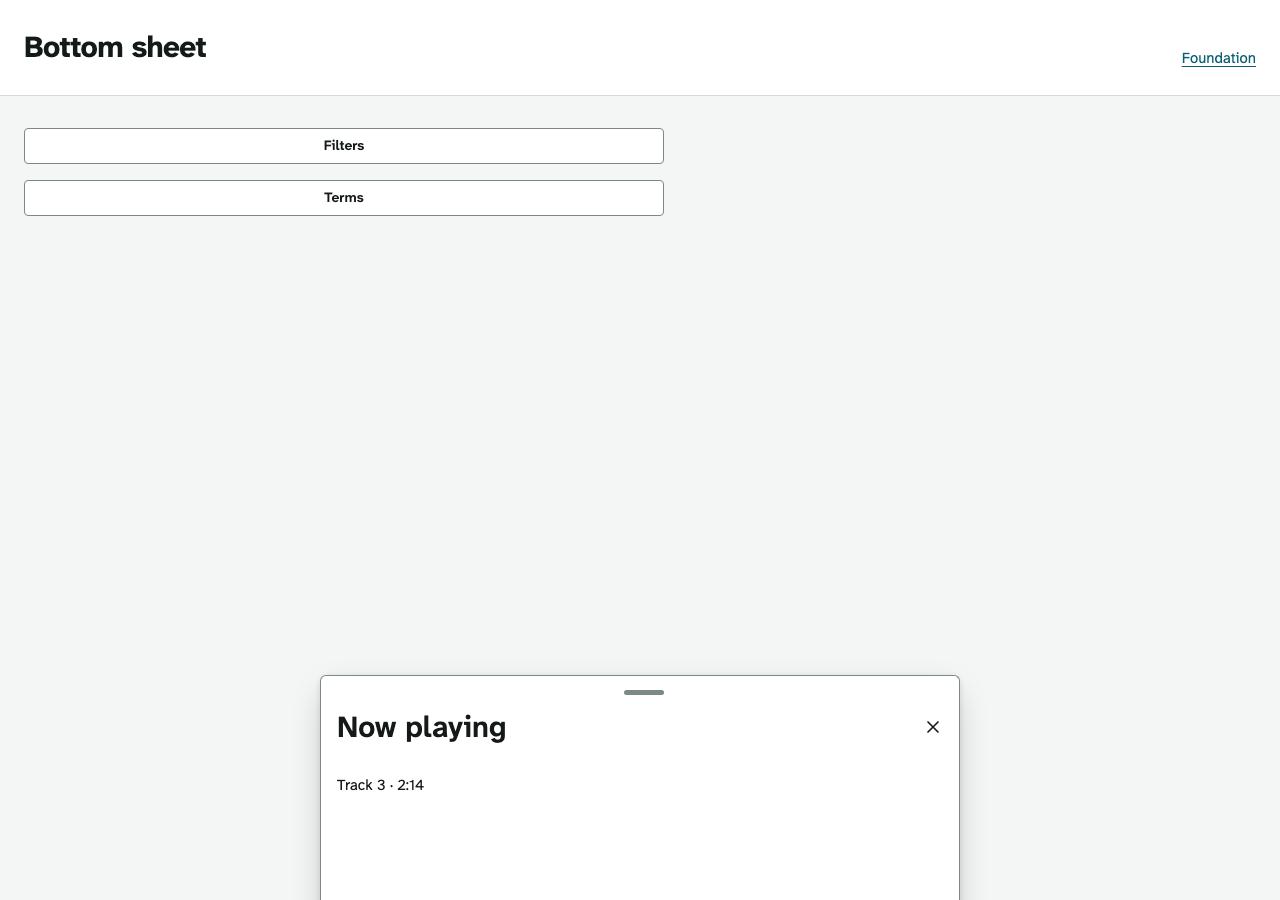 Bottom sheet
Foundation
Filters
Terms
Now playing
Track 3 · 2:14